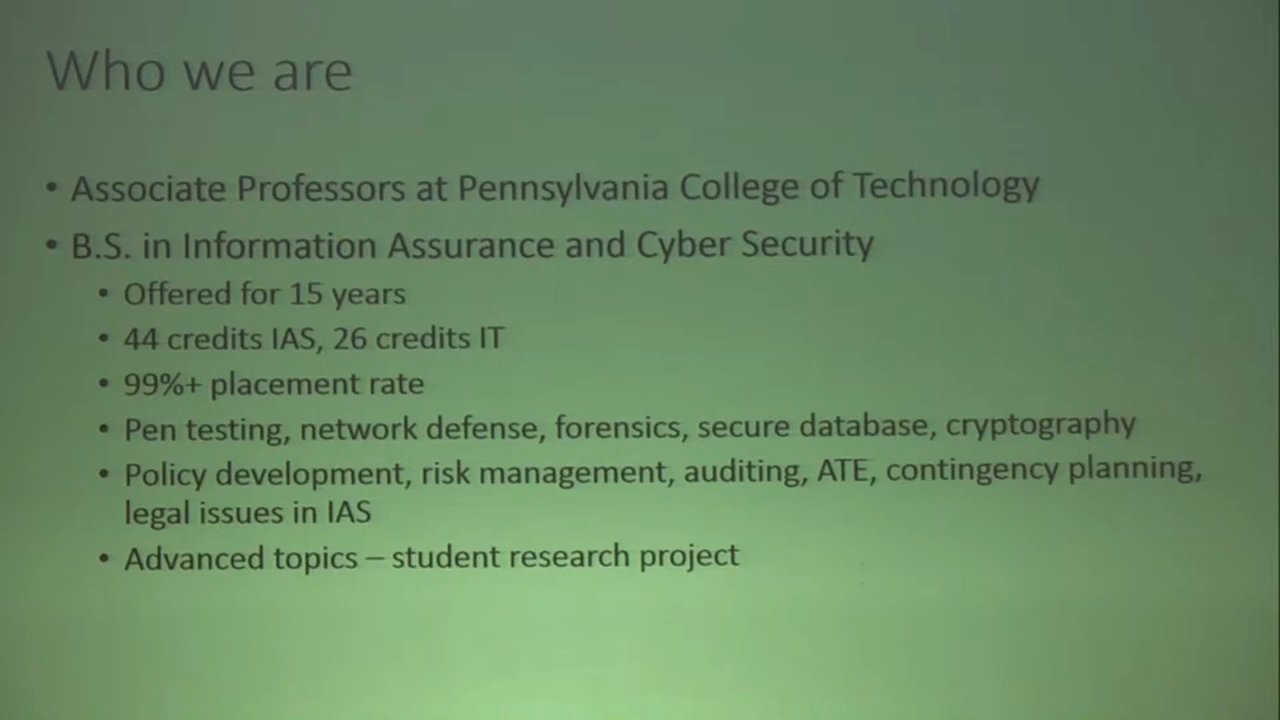 Who we are
• Associate Professors at Pennsylvania College of Technology
• B.S. in Information Assurance and Cyber Security
• Offered for 15 years
• 44 credits IAS, 26 credits IT
• 99%+ placement rate
• Pen testing, network defense, forensics, secure database, cryptography
• Policy development, risk management, auditing, ATE, contingency planning,
legal issues in IAS
• Advanced topics – student research project